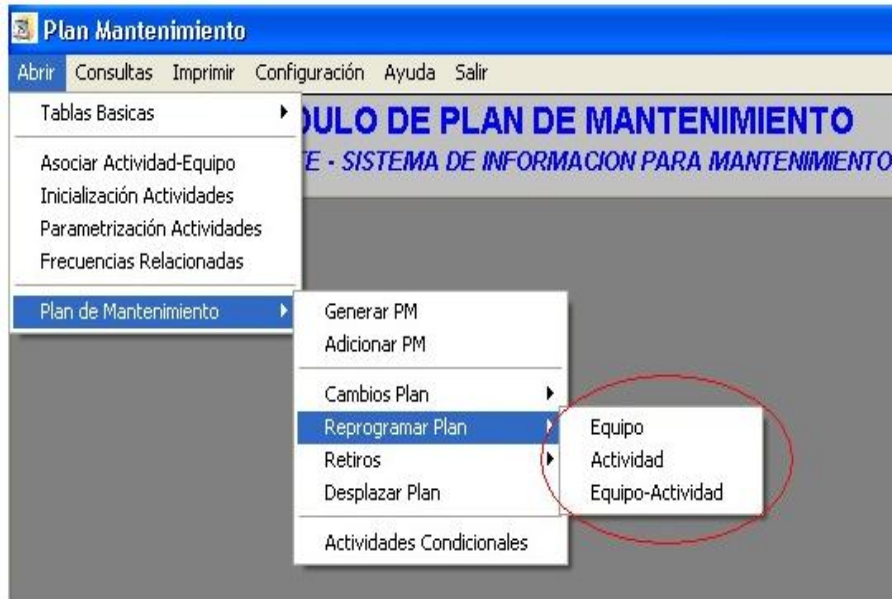 Plan Mantenimiento
Abrir Consultas Imprimir Configuración Ayuda Salir
DE PLAN DE MANTENIMIENTO
- SISTEMA DE INFORMACION PARA MANTENIMIENTO
Tablas Basicas
Asociar Actividad-Equipo
Inicialización Actividades
Parametrización Actividades
Frecuencias Relacionadas
Plan de Mantenimiento
Generar PM
Adicionar PM
Cambios Plan
Reprogramar Plan
Retiros
Desplazar Plan
Actividades Condicionales
Equipo
Actividad
Equipo-Actividad